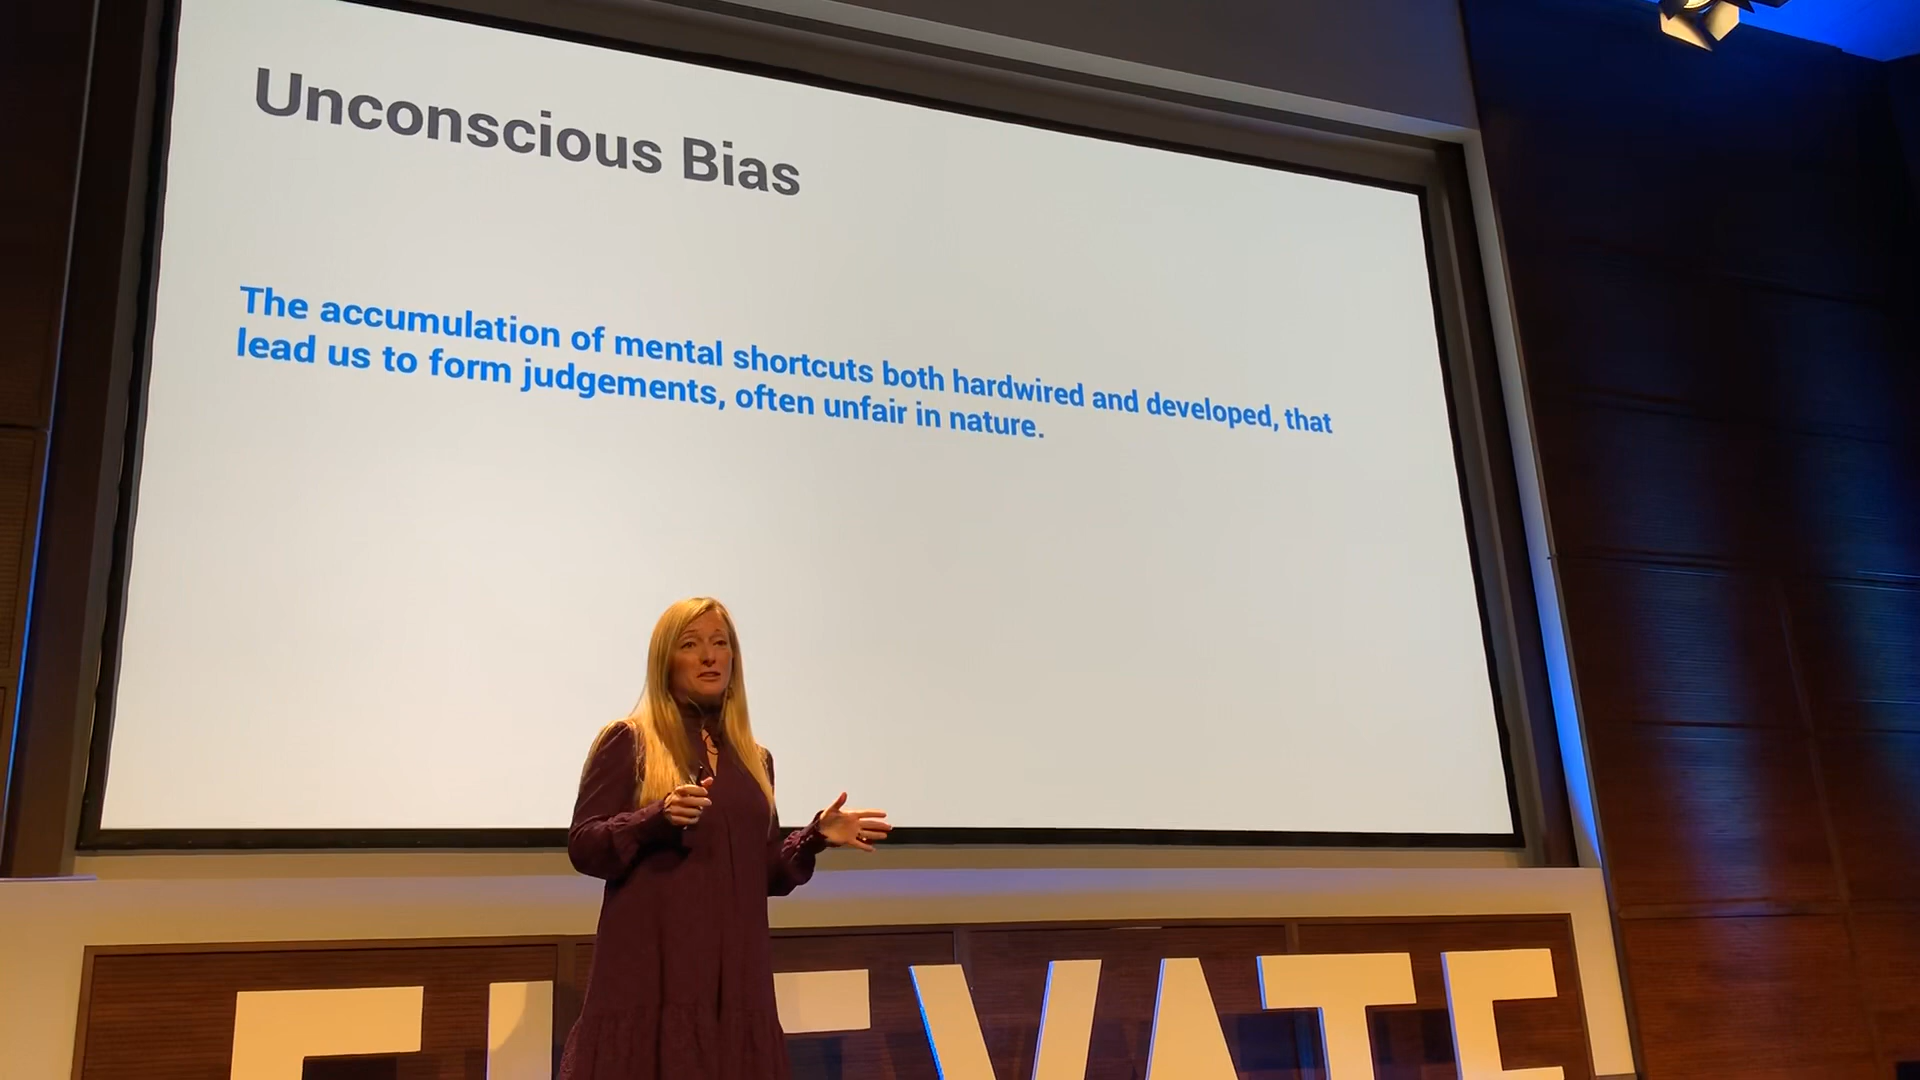 Unconscious Bias
The accumulation of mental shortcuts both hardwired and developed, that
lead us to form judgements, often unfair in nature.
ELEVATE